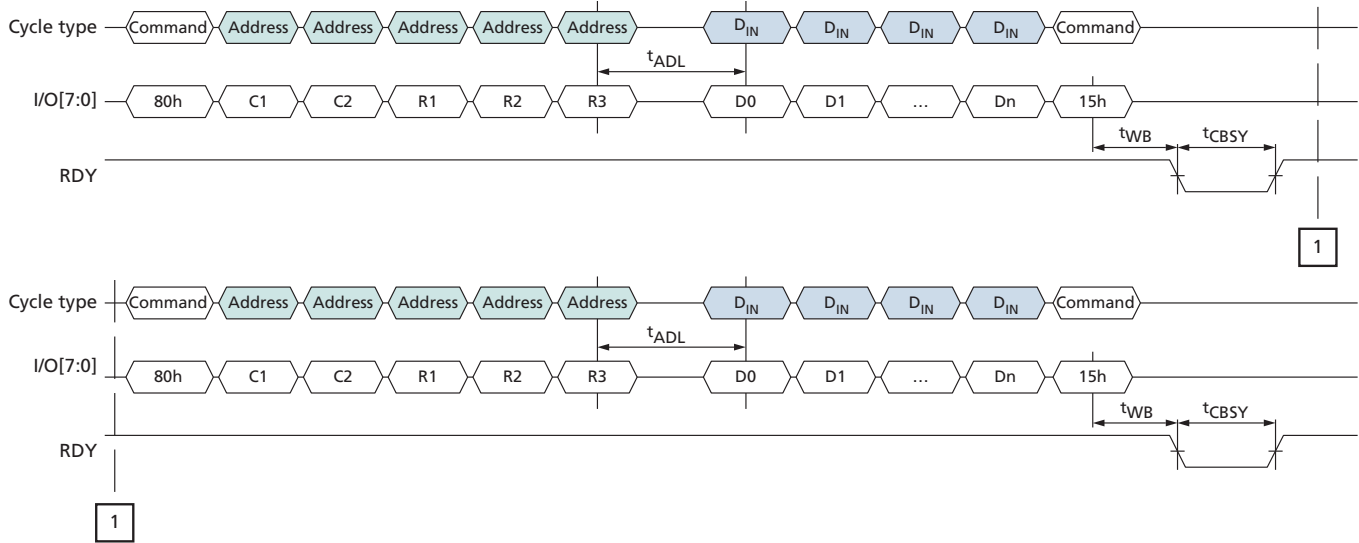 Cycle type Command Address Address Address Address Address DIN DIN DIN DIN Command
tADL
I/O[7:0] 80h C1 C2 R1 R2 R3 D0 D1 … Dn 15h
tWB tCBSY
RDY
1
Cycle type Command Address Address Address Address Address DIN DIN DIN DIN Command
tADL
I/O[7:0] 80h C1 C2 R1 R2 R3 D0 D1 … Dn 15h
tWB tCBSY
RDY
1